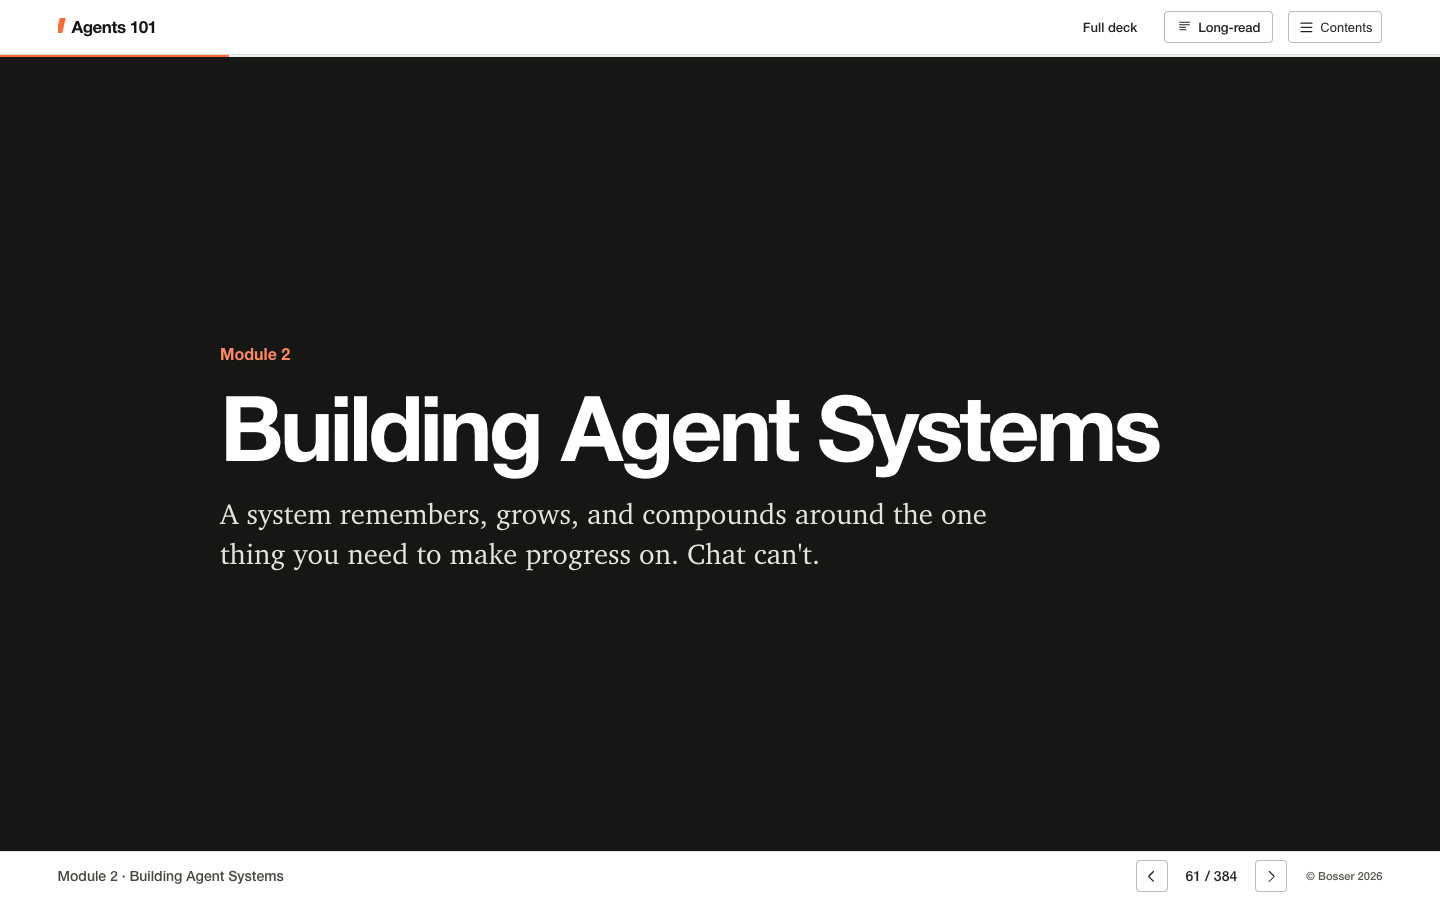 Agents 101
Full deck
Long-read
Contents
Module 2
Building Agent Systems
A system remembers, grows, and compounds around the one
thing you need to make progress on. Chat can't.
Module 2 · Building Agent Systems
61 / 384
© Bosser 2026